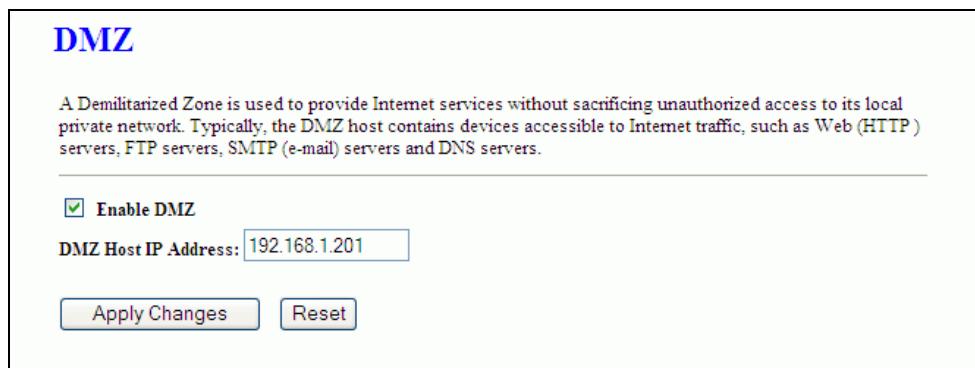 DMZ
A Demilitarized Zone is used to provide Internet services without sacrificing unauthorized access to its local
private network. Typically, the DMZ host contains devices accessible to Internet traffic, such as Web (HTTP )
servers, FTP servers, SMTP (e-mail) servers and DNS servers.
Enable DMZ
DMZ Host IP Address: 192.168.1.201
Apply Changes Reset